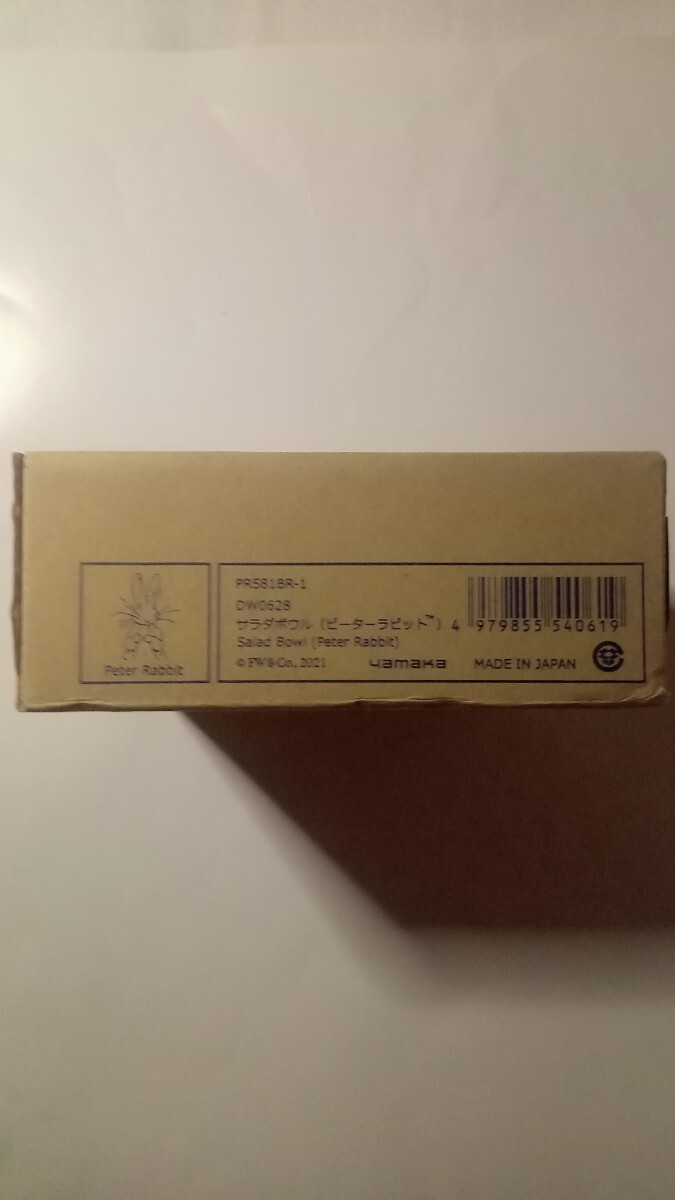 Peter Rabbit
PR581BR-1
DW0628
サラダボウル (ピーターラビット™)
4 979855 540619
Salad Bowl (Peter Rabbit)
© FW&Co., 2021 yamaka MADE IN JAPAN